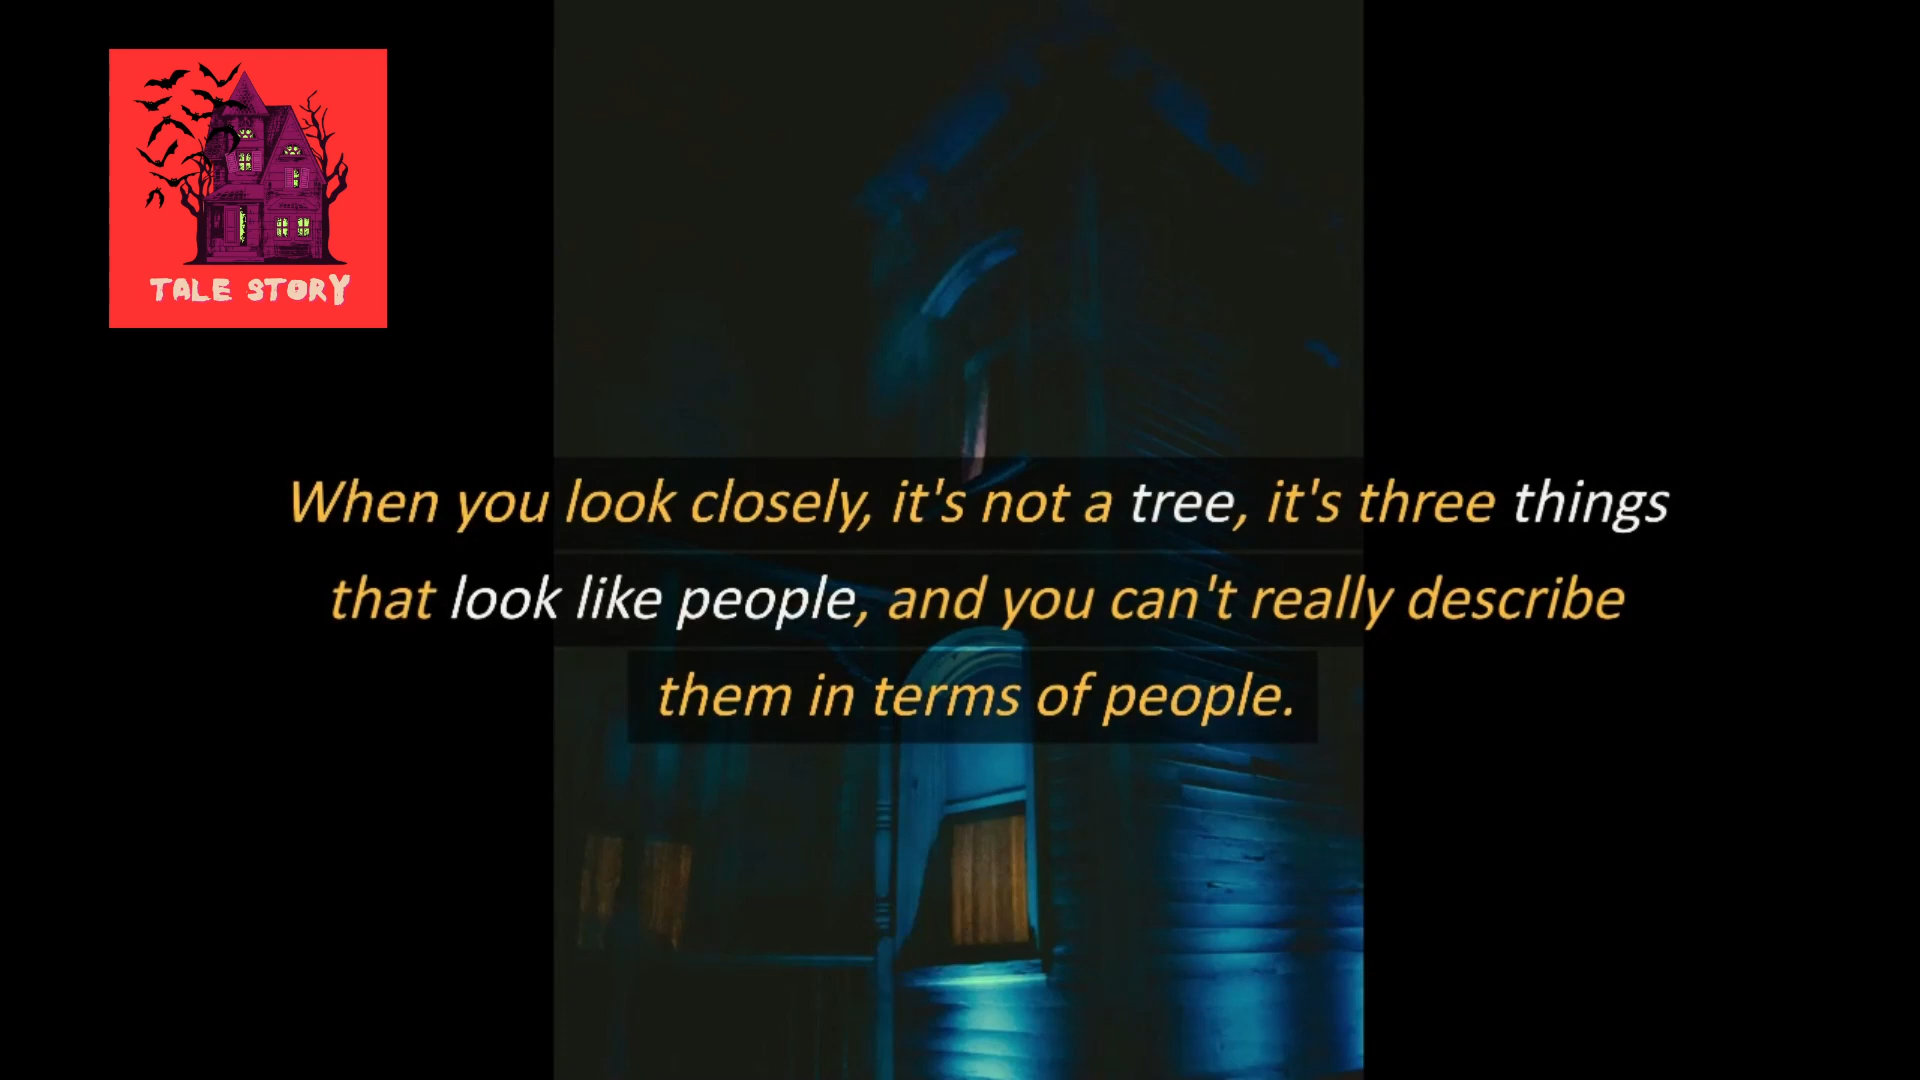 TALE STORY
When you look closely, it's not a tree, it's three things
that look like people, and you can't really describe
them in terms of people.